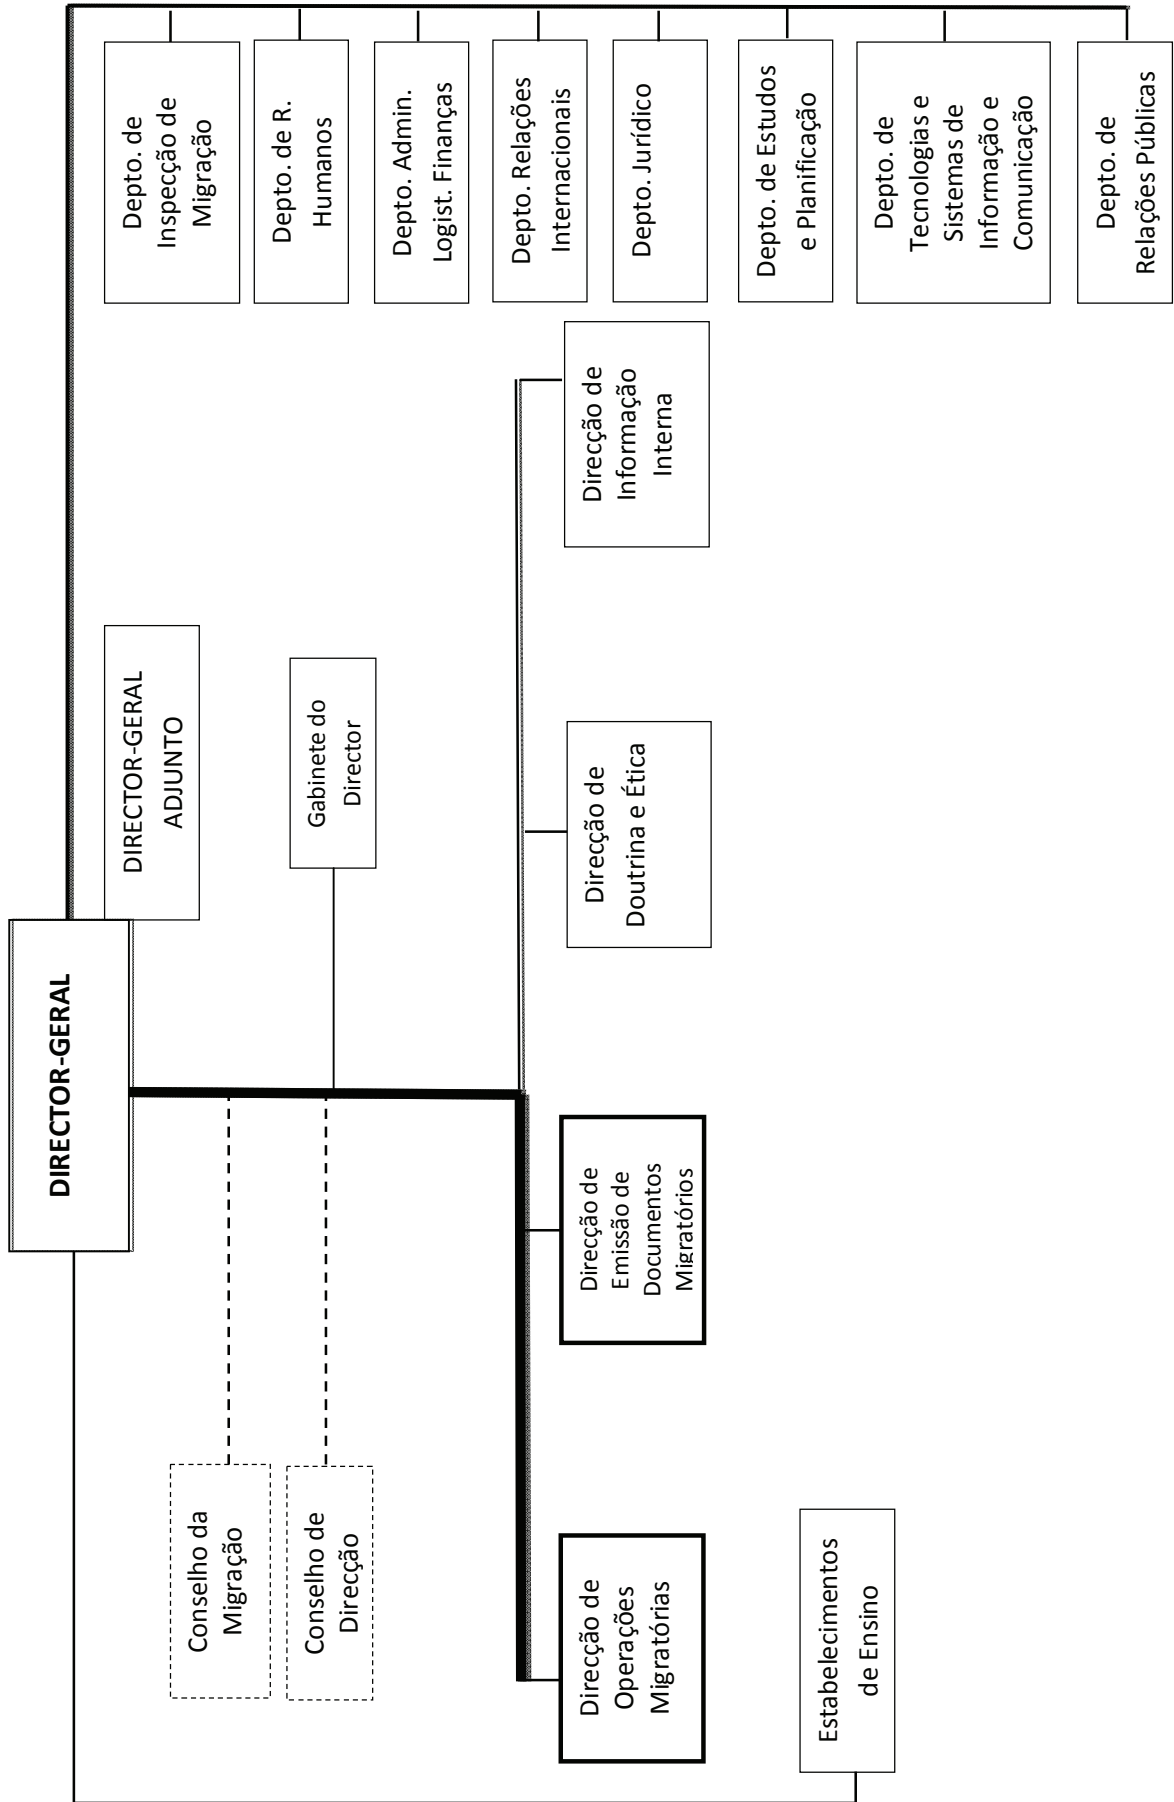 DIRECTOR-GERAL
DIRECTOR-GERAL
ADJUNTO
Conselho da
Migração
Gabinete do
Director
Conselho de
Direcção
Direcção de
Operações
Migratórias
Direcção de
Emissão de
Documentos
Migratórios
Direcção de
Doutrina e Ética
Direcção de
Informação
Interna
Estabelecimentos
de Ensino
Depto. de
Inspecção de
Migração
Depto. de R.
Humanos
Depto. Admin.
Logist. Finanças
Depto. Relações
Internacionais
Depto. Jurídico
Depto. de Estudos
e Planificação
Depto. de
Tecnologias e
Sistemas de
Informação e
Comunicação
Depto. de
Relações Públicas